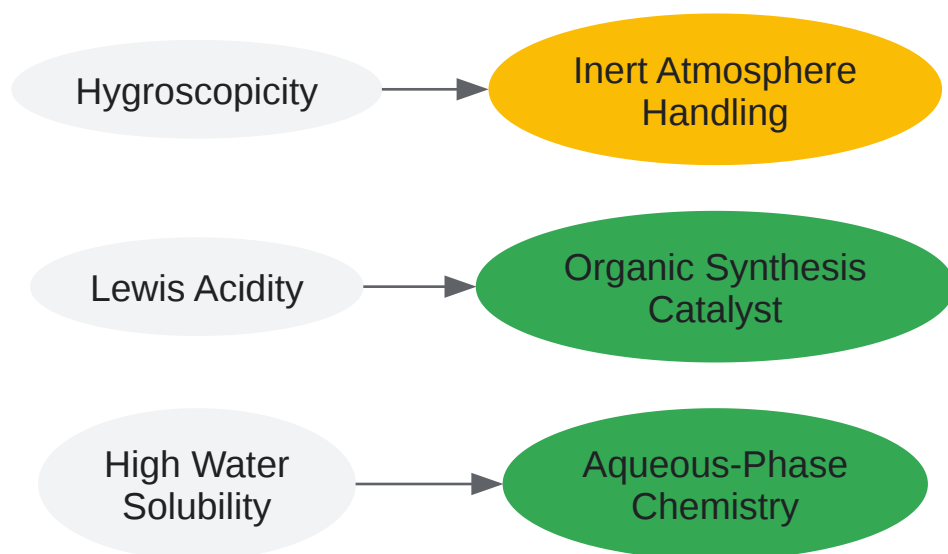 Hygroscopicity
Inert Atmosphere
Handling
Lewis Acidity
Organic Synthesis
Catalyst
High Water
Solubility
Aqueous-Phase
Chemistry